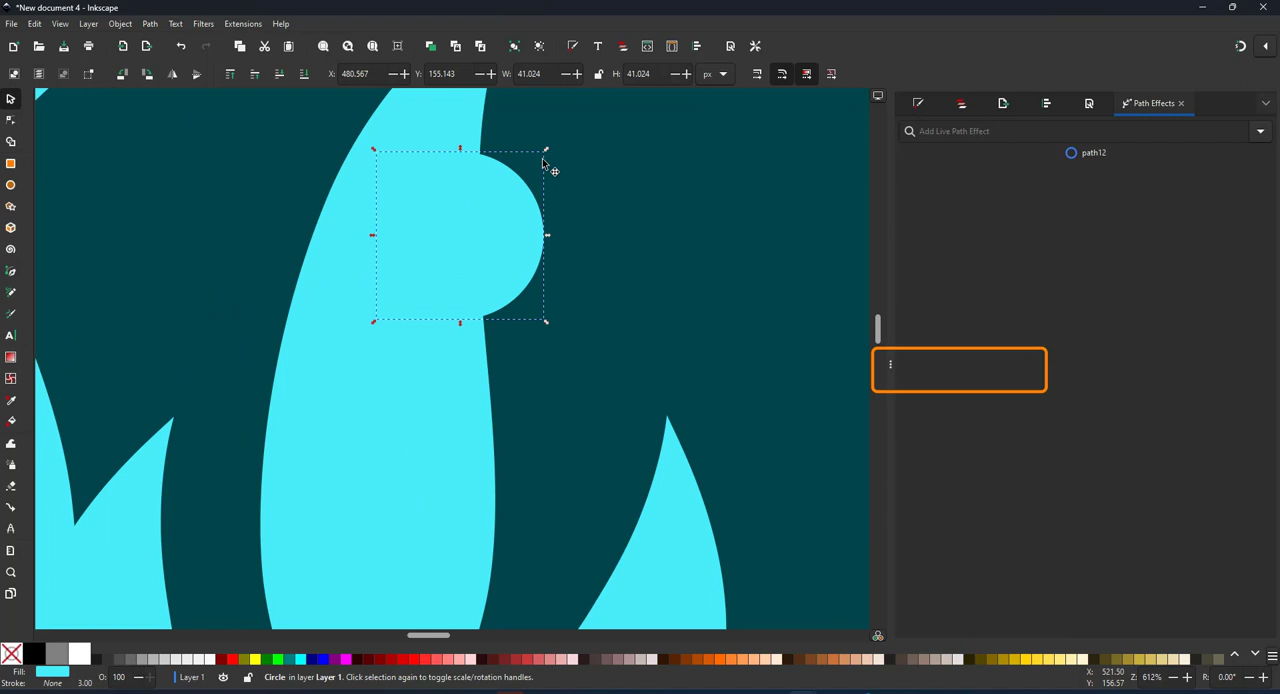 *New document 4 - Inkscape
File Edit View Layer Object Path Text Filters Extensions Help
X: 480.567 Y: 155.143 W: 41.024 H: 41.024 px
Path Effects
Add Live Path Effect
path12
Fill: O: 100 Layer 1 Circle in layer Layer 1. Click selection again to toggle scale/rotation handles. X: 521.50 Z: 612% R: 0.00°
Stroke: None 3.00 Y: 156.57